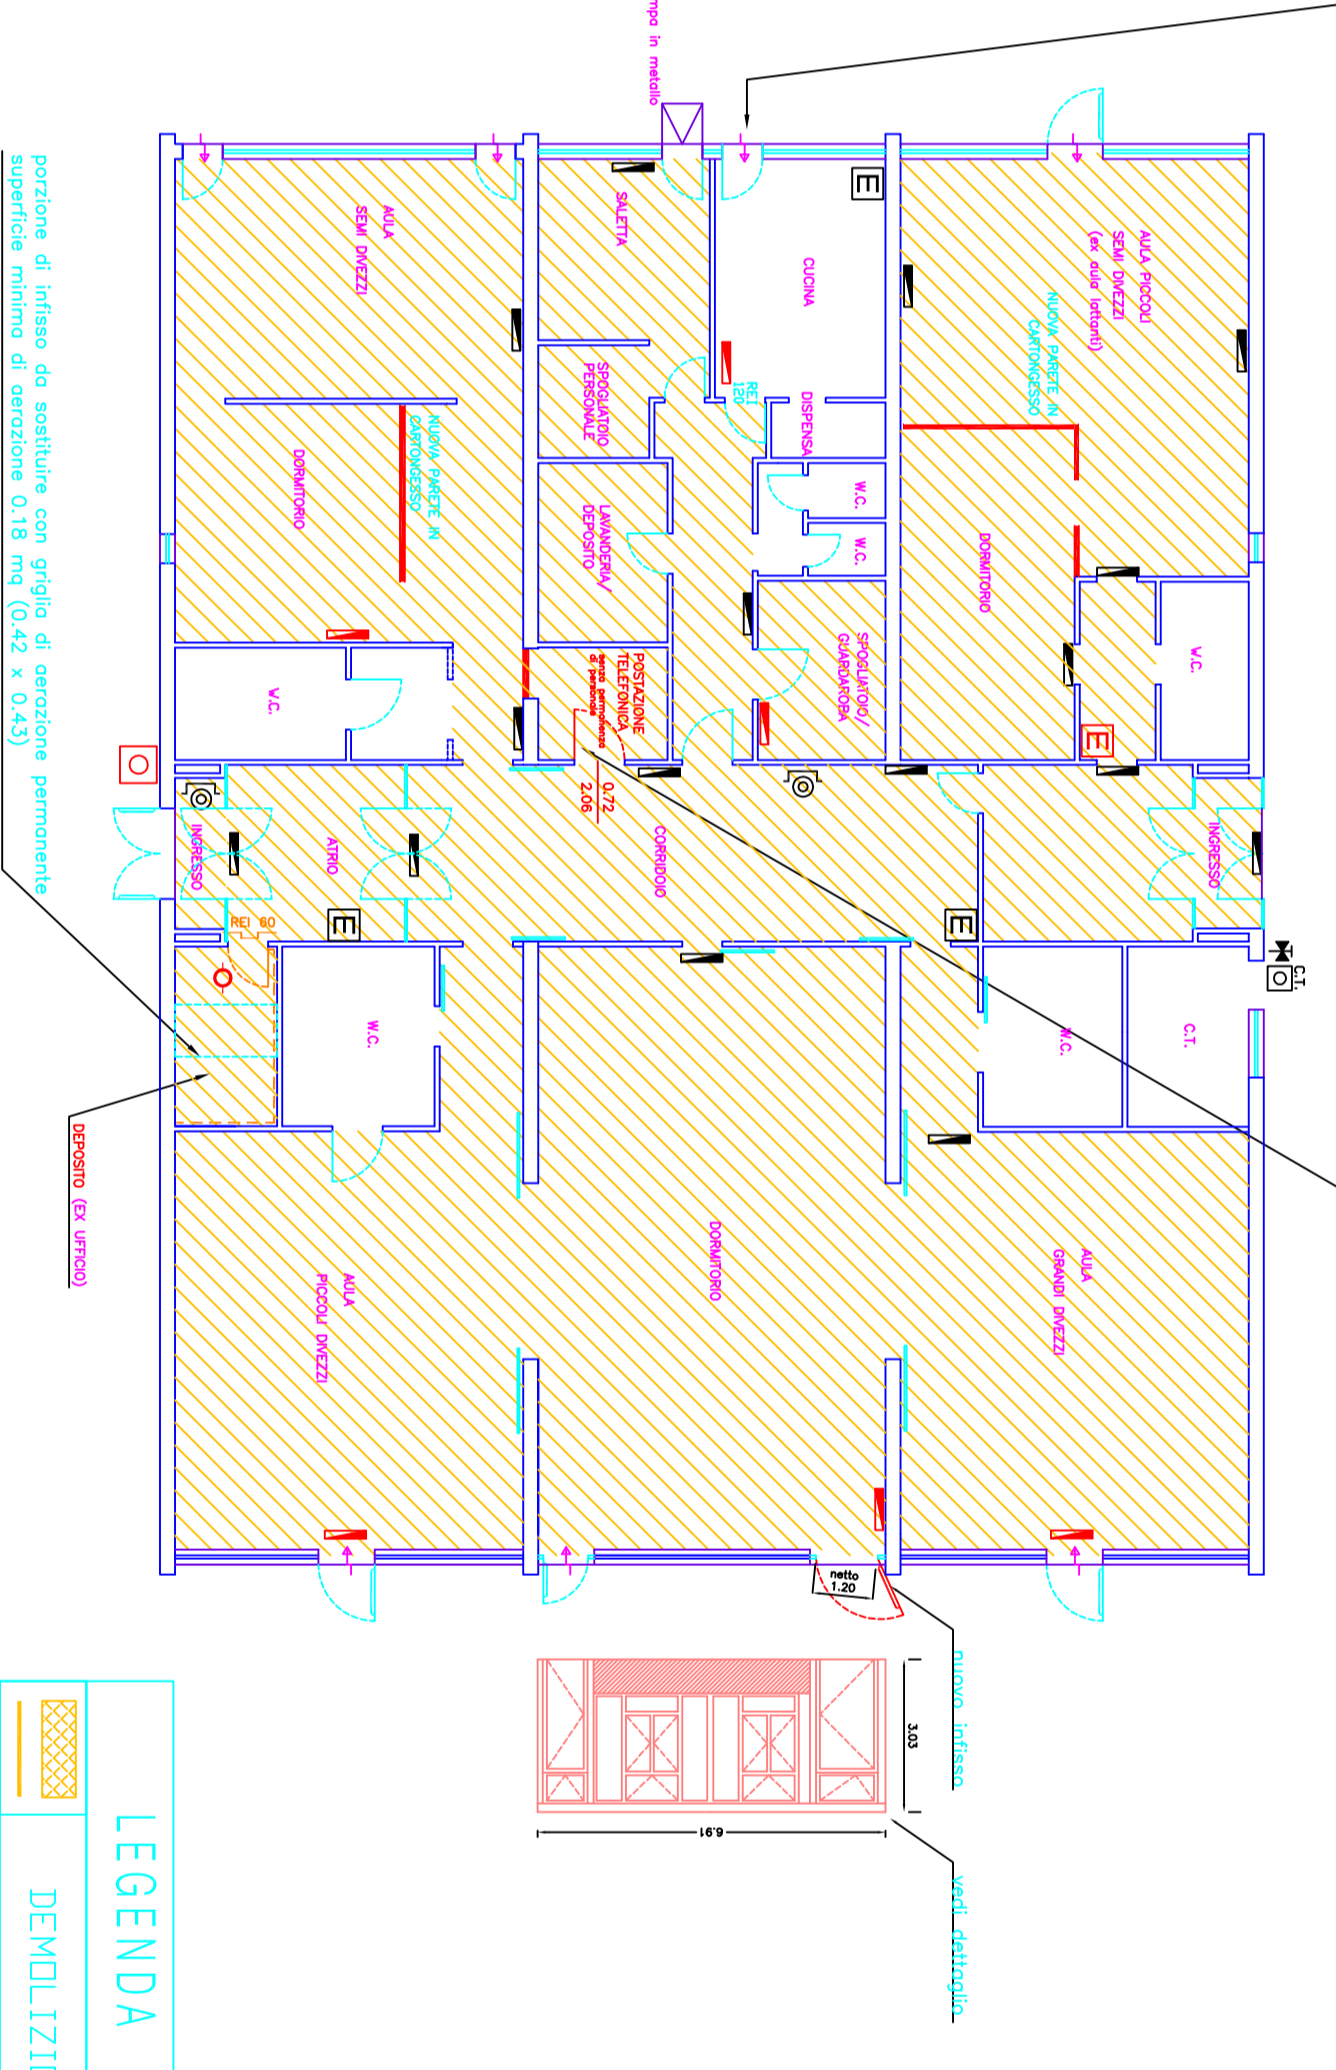 mpa in metallo
AULA PICCOLI
SEMI DIVEZZI
(ex aula lattanti)
NUOVA PARETE IN
CARTONGESSO
DORMITORIO
W.C.
E
INGRESSO
C.T.
C.T.
W.C.
AULA
GRANDI DIVEZZI
E
CUCINA
REI
120
DISPENSA
W.C.
W.C.
SPOGLIATOIO/
GUARDAROBA
E
SALETTA
SPOGLIATOIO
PERSONALE
LAVANDERIA/
DEPOSITO
POSTAZIONE
TELEFONICA
senza permanenza
di personale
0.72
2.06
CORRIDOIO
DORMITORIO
netto
1.20
AULA
SEMI DIVEZZI
NUOVA PARETE IN
CARTONGESSO
DORMITORIO
W.C.
ATRIO
INGRESSO
E
REI 60
W.C.
AULA
PICCOLI DIVEZZI
nuovo infisso
3.03
6.91
vedi dettaglio
porzione di infisso da sostituire con griglia di aerazione permanente
superficie minima di aerazione 0.18 mq (0.42 x 0.43)
DEPOSITO (EX UFFICIO)
LEGENDA